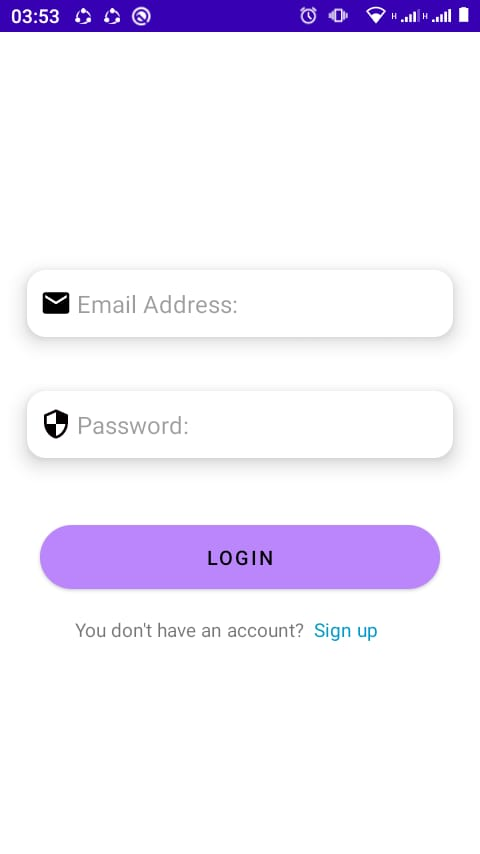 03:53 H H
Email Address:
Password:
LOGIN
You don't have an account? Sign up